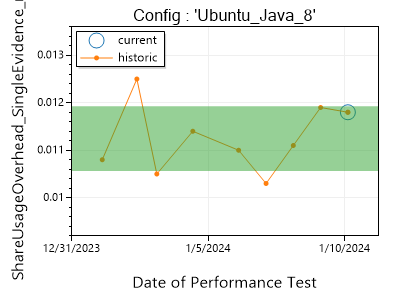 Config : 'Ubuntu_Java_8'
current
historic
0.013
0.012
0.011
0.01
12/31/2023
1/5/2024
1/10/2024
Date of Performance Test
ShareUsageOverhead_SingleEvidence_